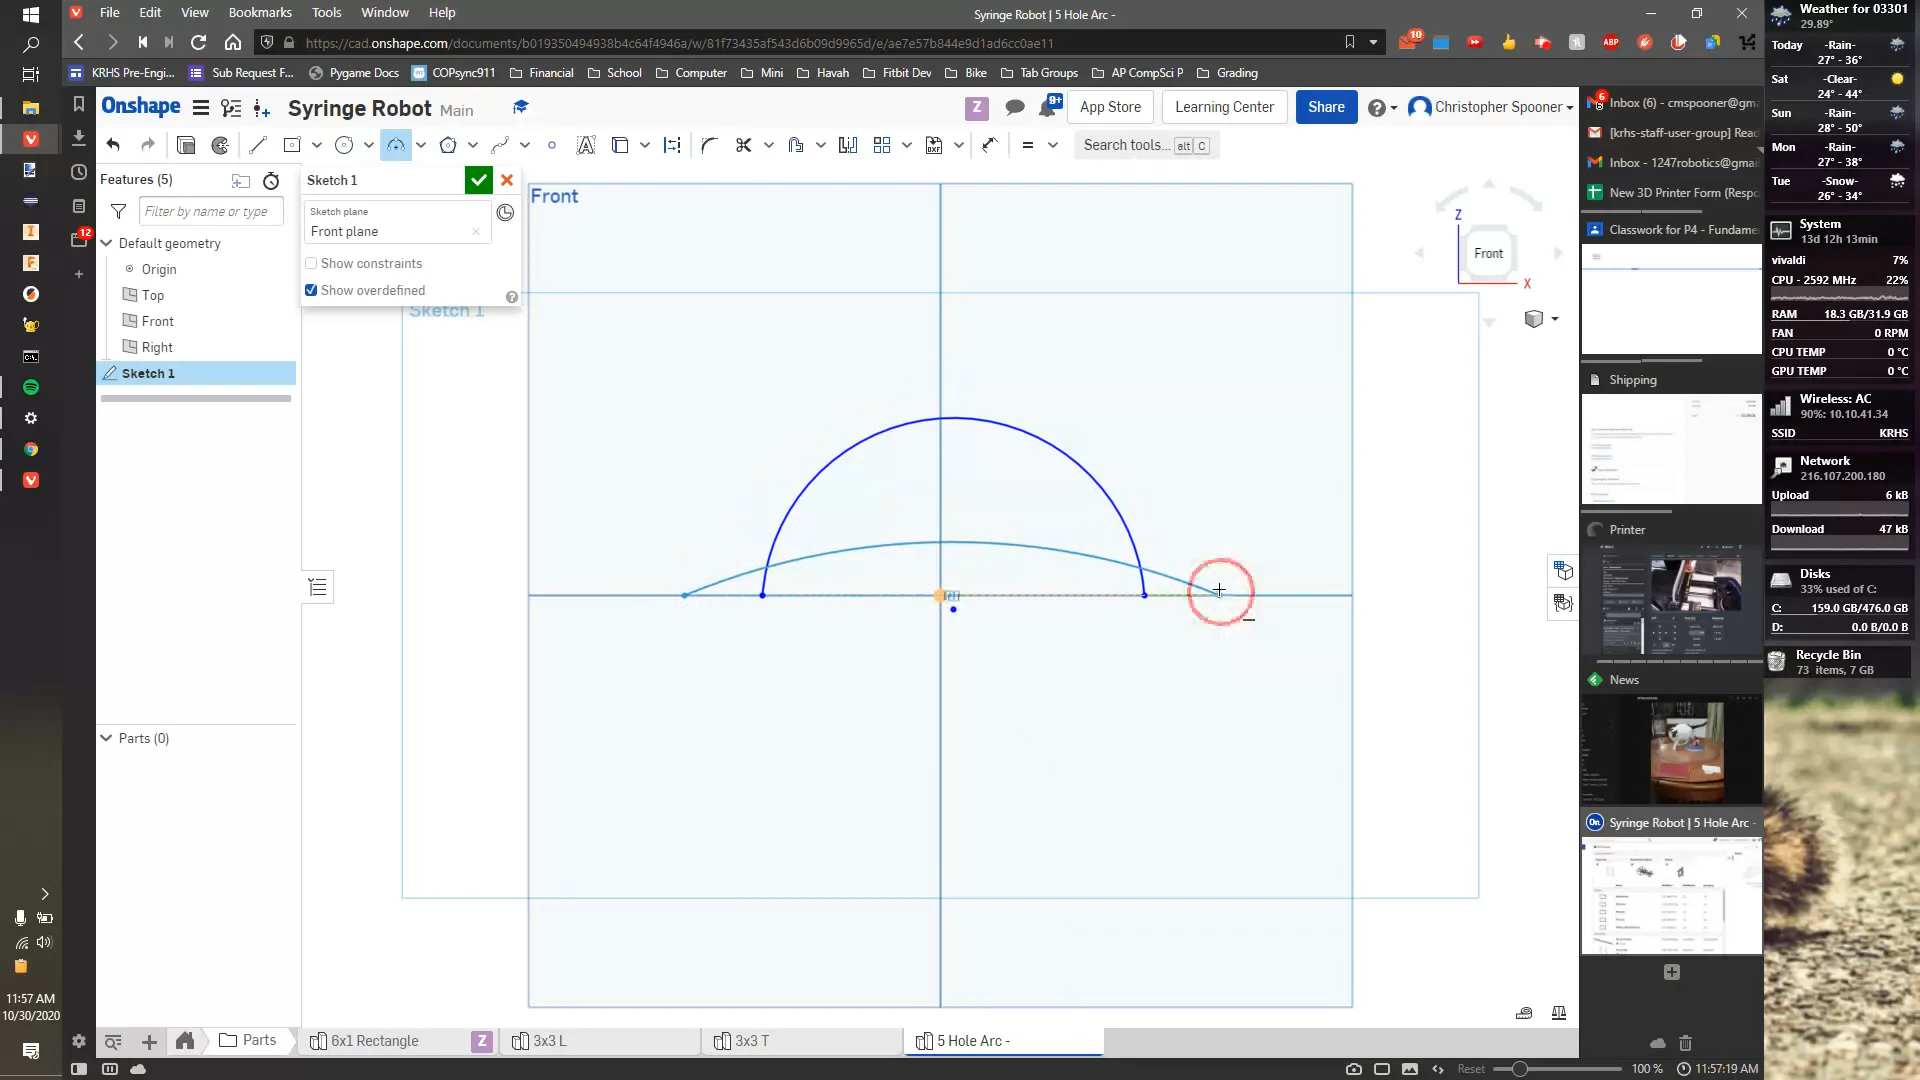 File Edit View Bookmarks Tools Window Help
Syringe Robot | 5 Hole Arc -
https://cad.onshape.com/documents/b019350494938b4c64f4946a/w/81f73435af543d6b09d9965d/e/ae7e57b844e9d1ad6cc0ae11
10
ABP
KRHS Pre-Engi... Sub Request F... Pygame Docs COPsync911 Financial School Computer Mini Havah Fitbit Dev Bike Tab Groups AP CompSci P Grading
Onshape Syringe Robot Main
Z 9+ App Store Learning Center Share Christopher Spooner
Search tools... alt C
Features (5)
Filter by name or type
Default geometry
Origin
Top
Front
Right
Sketch 1
Parts (0)
12
Sketch 1
Sketch plane
Front plane
Show constraints
Show overdefined
Sketch 1
Front
Z
Front
X
Parts 6x1 Rectangle Z 3x3 L 3x3 T 5 Hole Arc -
11:57 AM
10/30/2020
Reset 100 % 11:57:19 AM
6 Inbox (6) - cmspooner@gma
[krhs-staff-user-group] Read
Inbox - 1247robotics@gmai
New 3D Printer Form (Respo
Classwork for P4 - Fundame
Shipping
Printer
News
Syringe Robot | 5 Hole Arc -
Weather for 03301
29.89"
Today -Rain-
27° - 36°
Sat -Clear-
24° - 44°
Sun -Rain-
28° - 50°
Mon -Rain-
27° - 38°
Tue -Snow-
26° - 34°
System
13d 12h 13min
vivaldi 7%
CPU - 2592 MHz 22%
RAM 18.3 GB/31.9 GB
FAN 0 RPM
CPU TEMP 0 °C
GPU TEMP 0 °C
Wireless: AC
90%: 10.10.41.34
SSID KRHS
Network
216.107.200.180
Upload 6 kB
Download 47 kB
Disks
33% used of C:
C: 159.0 GB/476.0 GB
D: 0.0 B/0.0 B
Recycle Bin
73 items, 7 GB